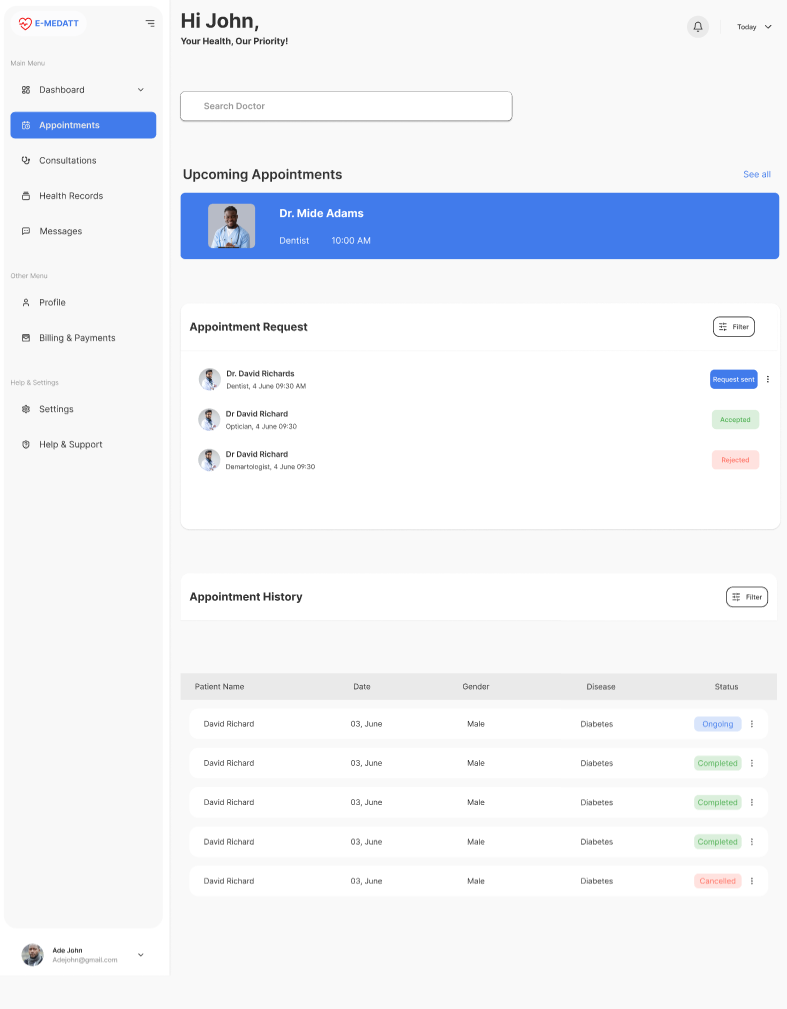 E-MEDATT
Main Menu
Dashboard
Appointments
Consultations
Health Records
Messages
Other Menu
Profile
Billing & Payments
Help & Settings
Settings
Help & Support
Ade John
Adejohn@gmail.com
Hi John,
Your Health, Our Priority!
Today
Search Doctor
Upcoming Appointments
See all
Dr. Mide Adams
Dentist 10:00 AM
Appointment Request
Filter
Dr. David Richards
Dentist, 4 June 09:30 AM
Request sent
Dr David Richard
Optician, 4 June 09:30
Accepted
Dr David Richard
Demartologist, 4 June 09:30
Rejected
Appointment History
Filter
Patient Name Date Gender Disease Status
David Richard 03, June Male Diabetes Ongoing
David Richard 03, June Male Diabetes Completed
David Richard 03, June Male Diabetes Completed
David Richard 03, June Male Diabetes Completed
David Richard 03, June Male Diabetes Cancelled